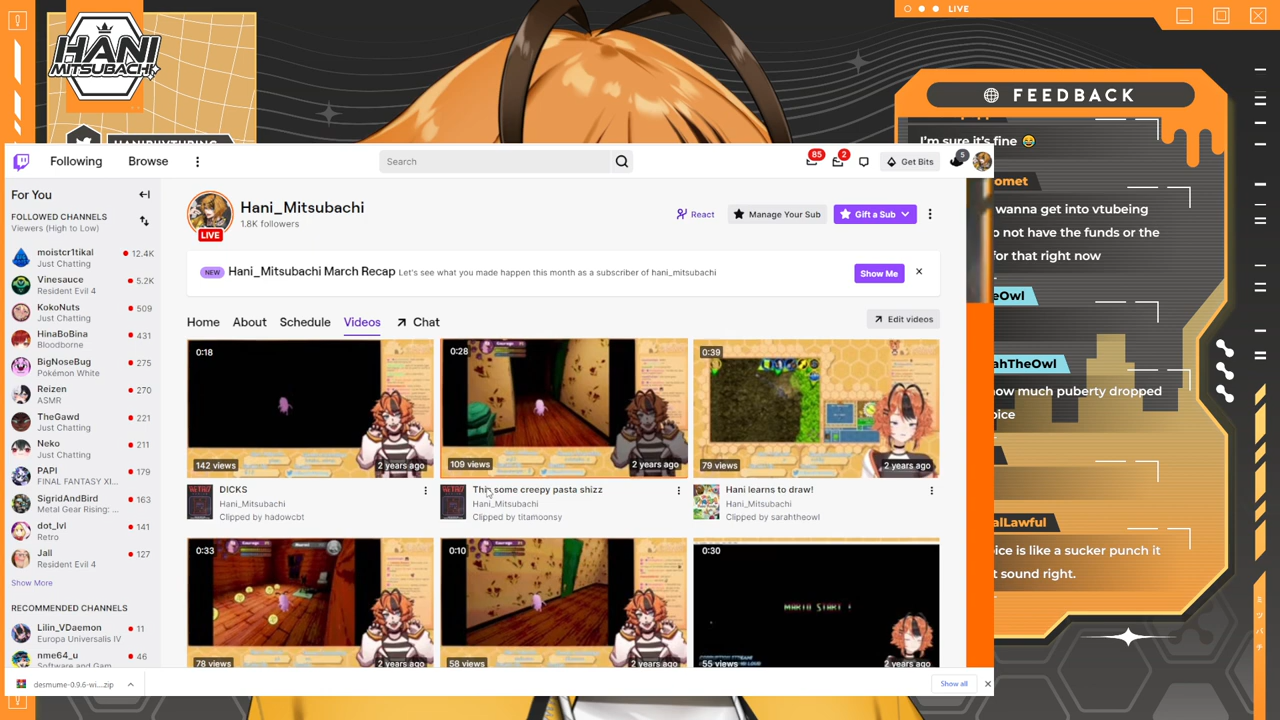 LIVE
HANI
MITSUBACHI
FEEDBACK
I'm sure it's fine 😂
omet
wanna get into vtubeing
o not have the funds or the
for that right now
eOwl
ahTheOwl
now much puberty dropped
oice
alLawful
oice is like a sucker punch it
t sound right.
Following
Browse
Search
85
2
Get Bits
5
For You
FOLLOWED CHANNELS
Viewers (High to Low)
moistcr1tikal
12.4K
Just Chatting
Vinesauce
5.2K
Resident Evil 4
KokoNuts
509
Just Chatting
HinaBoBina
431
Bloodborne
BigNoseBug
275
Pokémon White
Reizen
270
ASMR
TheGawd
221
Just Chatting
Neko
211
Just Chatting
PAPI
179
FINAL FANTASY XI...
SigridAndBird
163
Metal Gear Rising: ...
dot_lvl
141
Retro
Jall
127
Resident Evil 4
Show More
RECOMMENDED CHANNELS
Lilin_VDaemon
11
Europa Universalis IV
nme64_u
46
Software and Gam
Hani_Mitsubachi
1.8K followers
LIVE
React
Manage Your Sub
Gift a Sub
NEW
Hani_Mitsubachi March Recap
Let's see what you made happen this month as a subscriber of hani_mitsubachi
Show Me
Home
About
Schedule
Videos
Chat
Edit videos
0:18
142 views
2 years ago
DICKS
Hani_Mitsubachi
Clipped by hadowcbt
0:28
109 views
2 years ago
This some creepy pasta shizz
Hani_Mitsubachi
Clipped by titamoonsy
0:39
79 views
2 years ago
Hani learns to draw!
Hani_Mitsubachi
Clipped by sarahtheowl
0:33
78 views
2 years ago
0:10
58 views
2 years ago
0:30
MARIO START !
55 views
2 years ago
desmume-0.9.6-wi....zip
Show all
ミツバチ